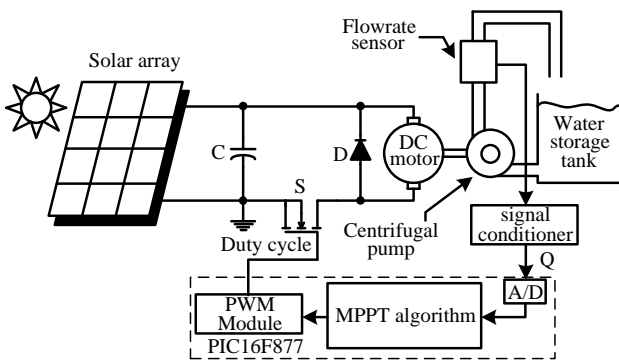 Flowrate
sensor
Solar array
C
D
DC
motor
Water
storage
tank
S
Duty cycle
Centrifugal
pump
signal
conditioner
Q
A/D
PWM
Module
MPPT algorithm
PIC16F877